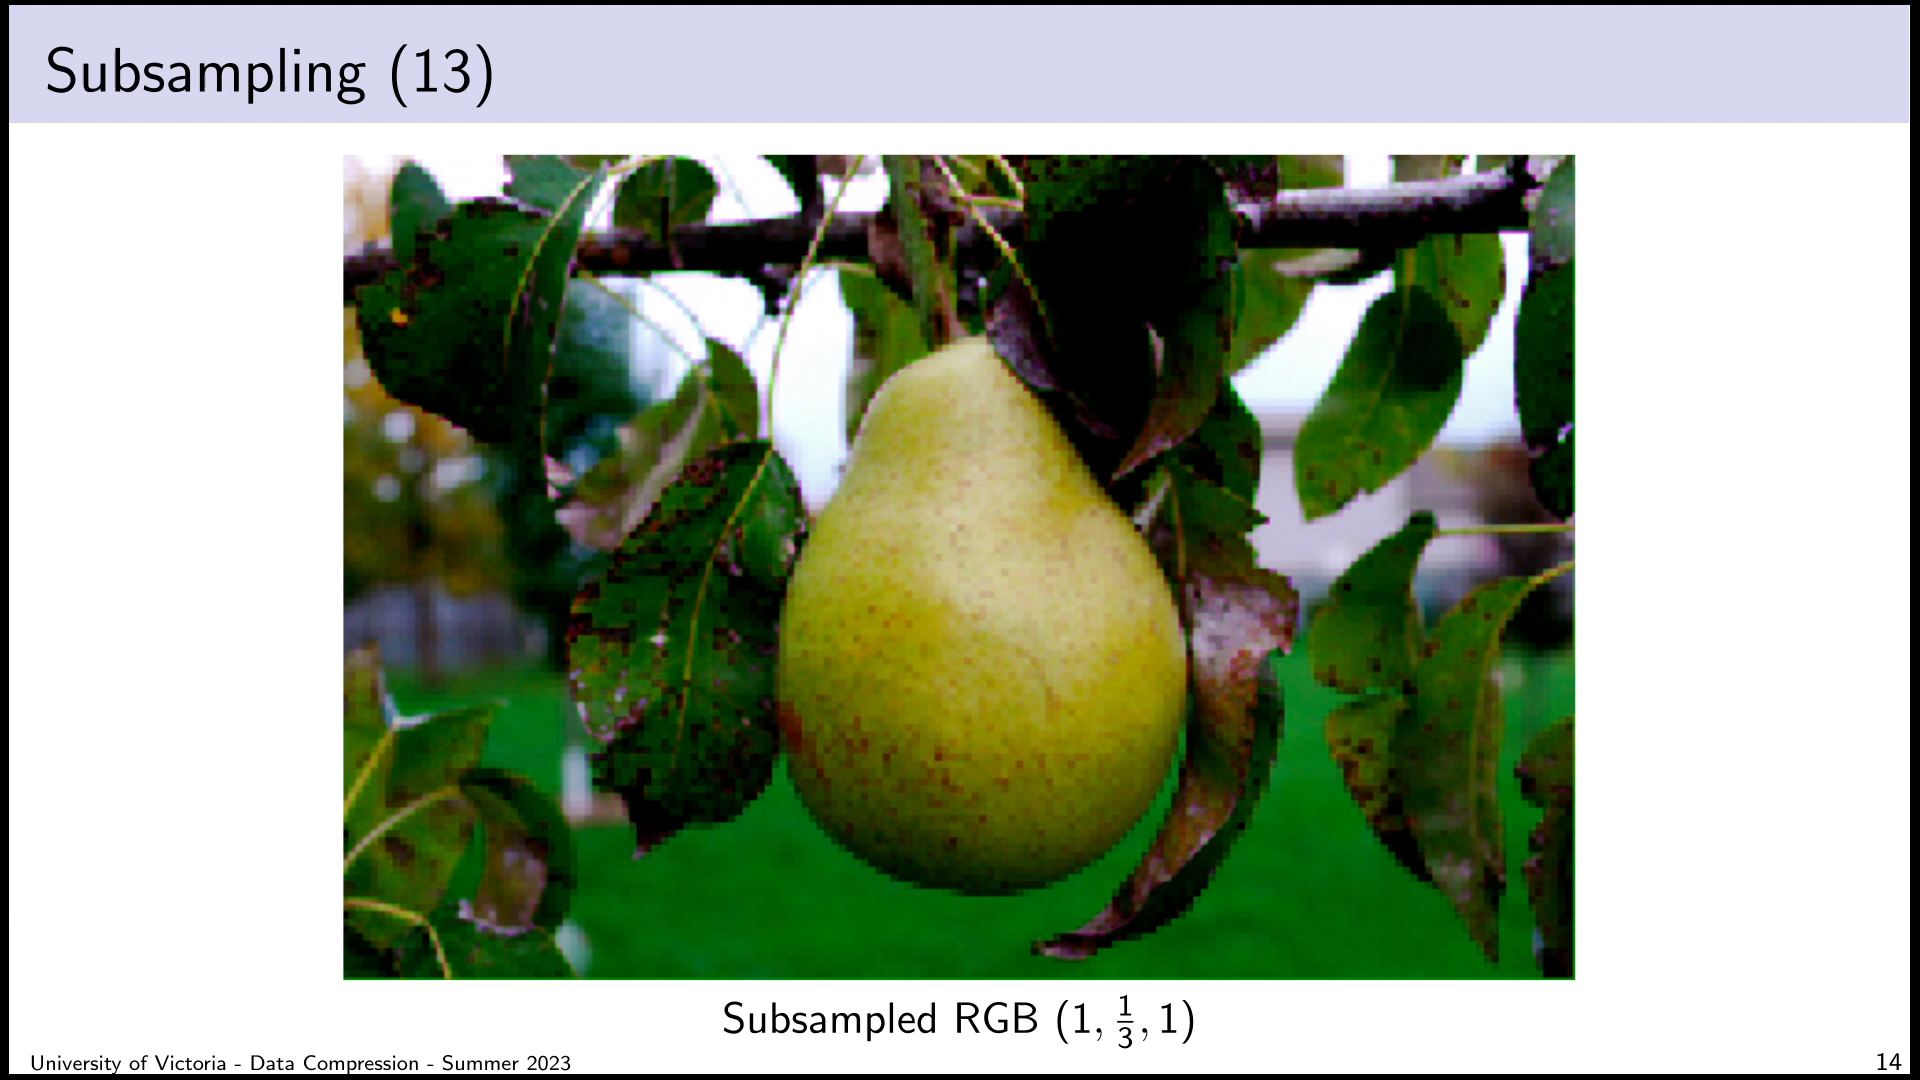 Subsampling (13)
Subsampled RGB (1, 1/3, 1)
University of Victoria - Data Compression - Summer 2023
14